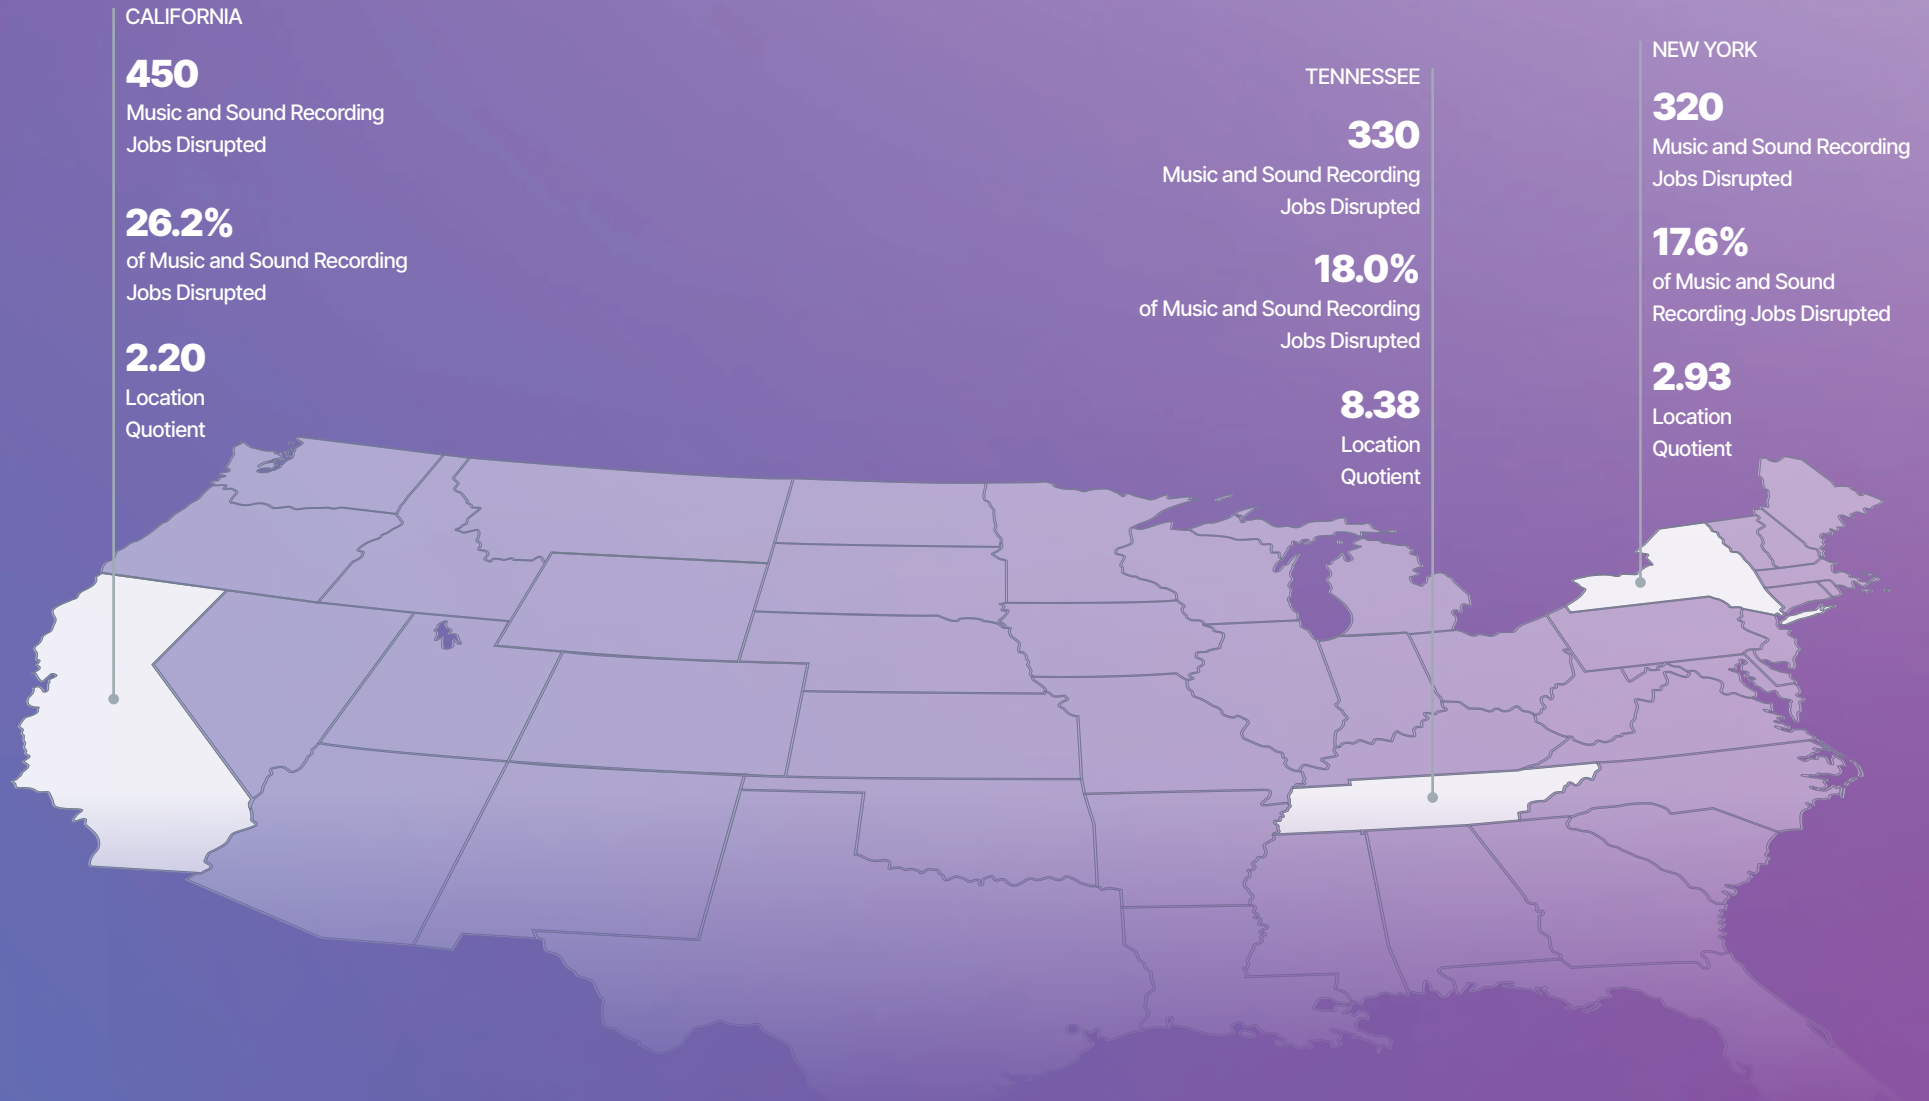 CALIFORNIA
450
Music and Sound Recording
Jobs Disrupted
26.2%
of Music and Sound Recording
Jobs Disrupted
2.20
Location
Quotient
TENNESSEE
330
Music and Sound Recording
Jobs Disrupted
18.0%
of Music and Sound Recording
Jobs Disrupted
8.38
Location
Quotient
NEW YORK
320
Music and Sound Recording
Jobs Disrupted
17.6%
of Music and Sound
Recording Jobs Disrupted
2.93
Location
Quotient